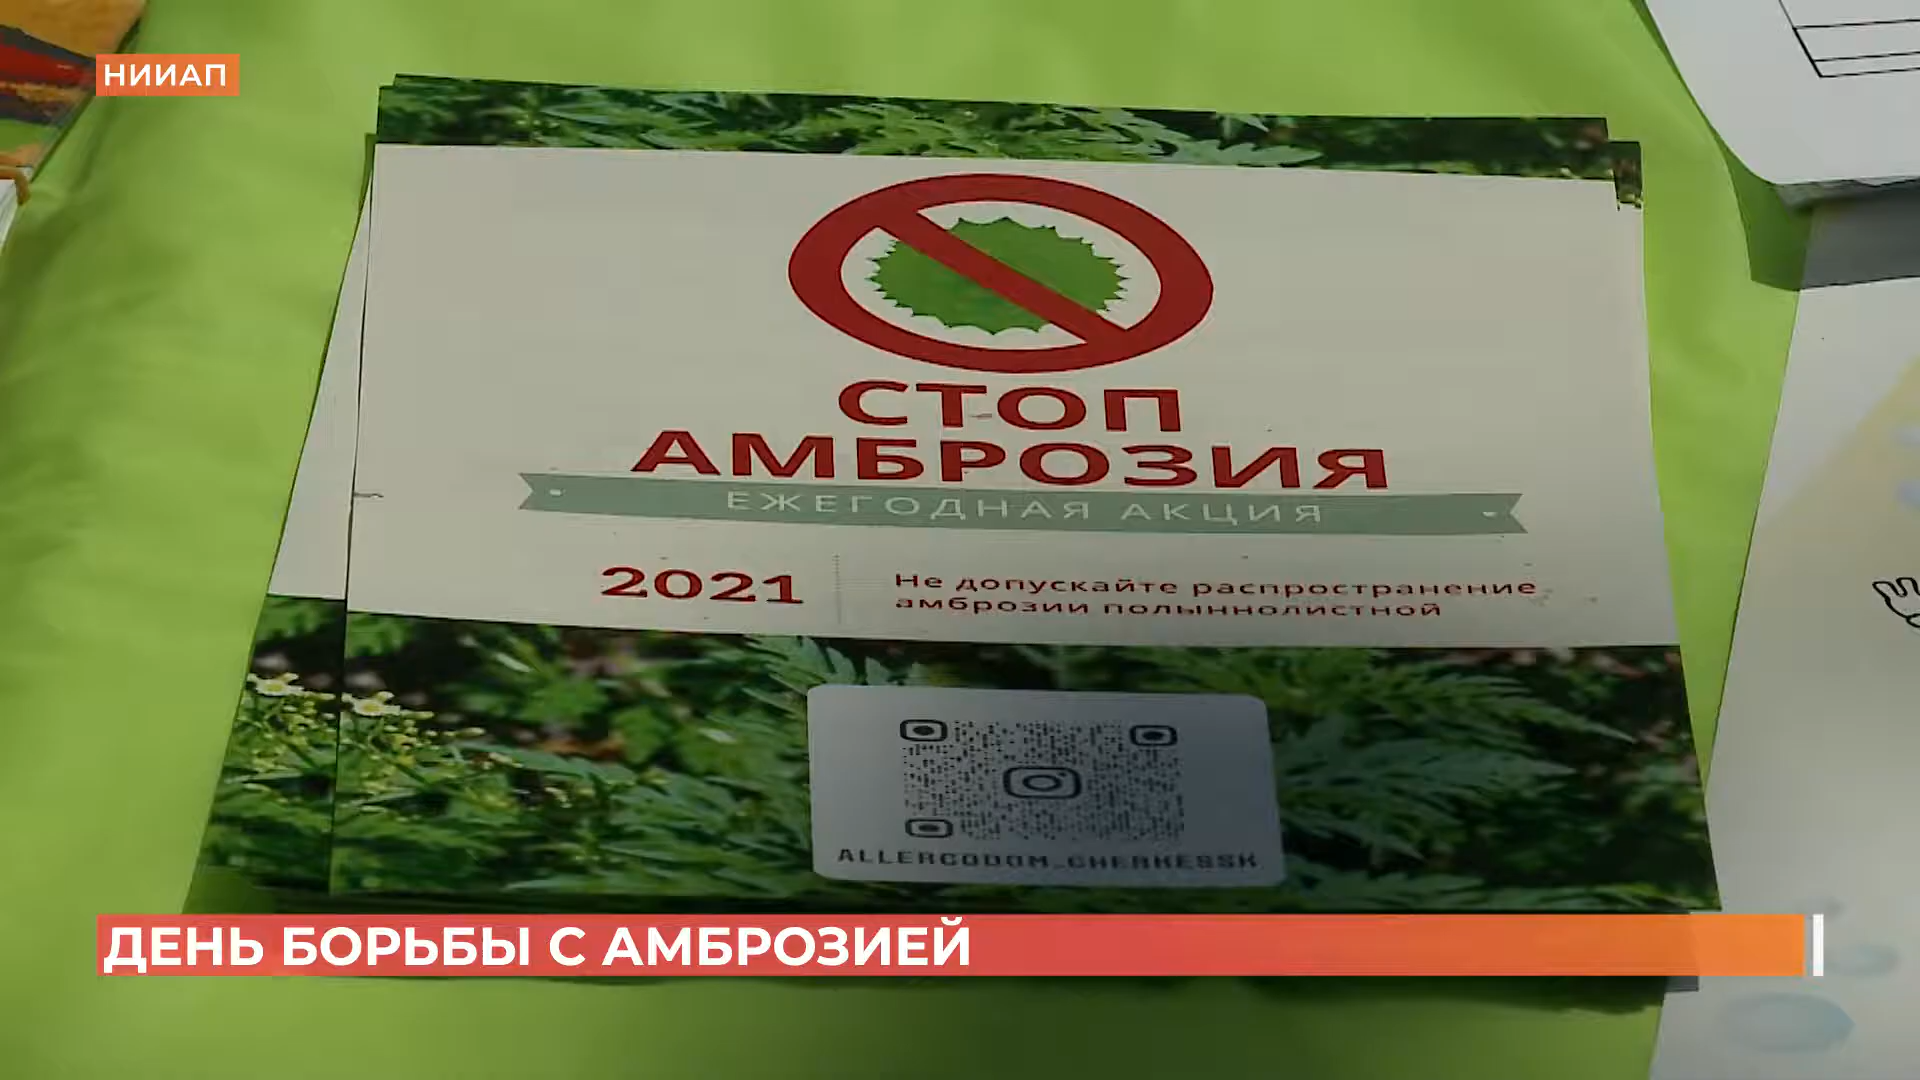 НИИАП
СТОП
АМБРОЗИЯ
ЕЖЕГОДНАЯ АКЦИЯ
2021
Не допускайте распространение
амброзии полыннолистной
ALLERGODOM_CHERKESSK
ДЕНЬ БОРЬБЫ С АМБРОЗИЕЙ